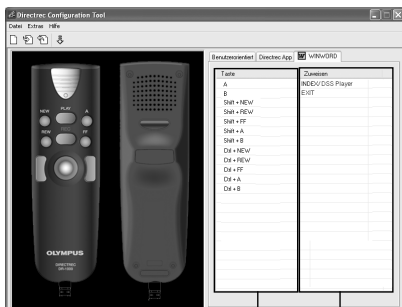 Directrec Configuration Tool
Datei Extras Hilfe
Benutzerorientiert Directrec App. WINWORD
Taste Zuweisen
A INDEX/ DSS Player
B EXIT
Shift + NEW
Shift + REW
Shift + FF
Shift + A
Shift + B
Ctrl + NEW
Ctrl + REW
Ctrl + FF
Ctrl + A
Ctrl + B
NEW PLAY A
REW FF
OLYMPUS
DIRECTREC